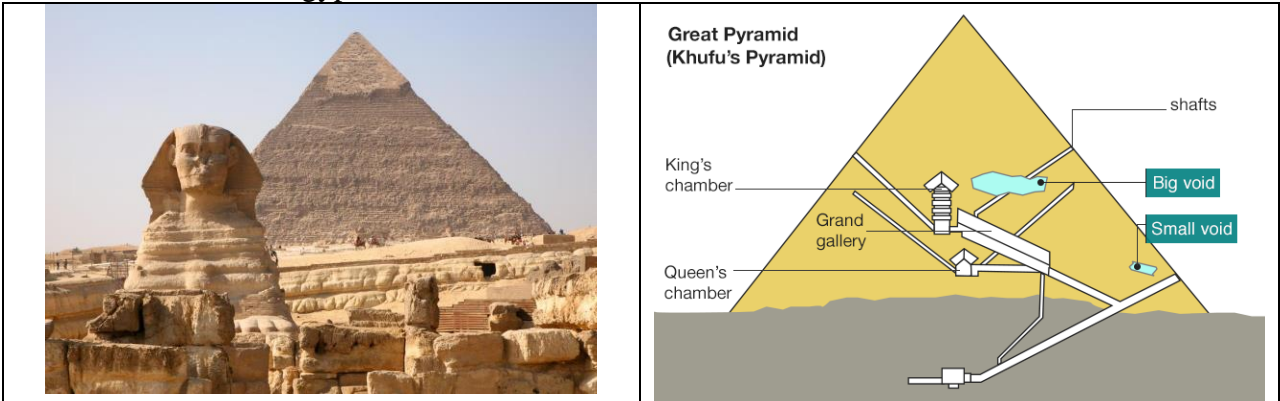 Great Pyramid
(Khufu's Pyramid)
shafts
King's
chamber
Big void
Grand
gallery
Small void
Queen's
chamber